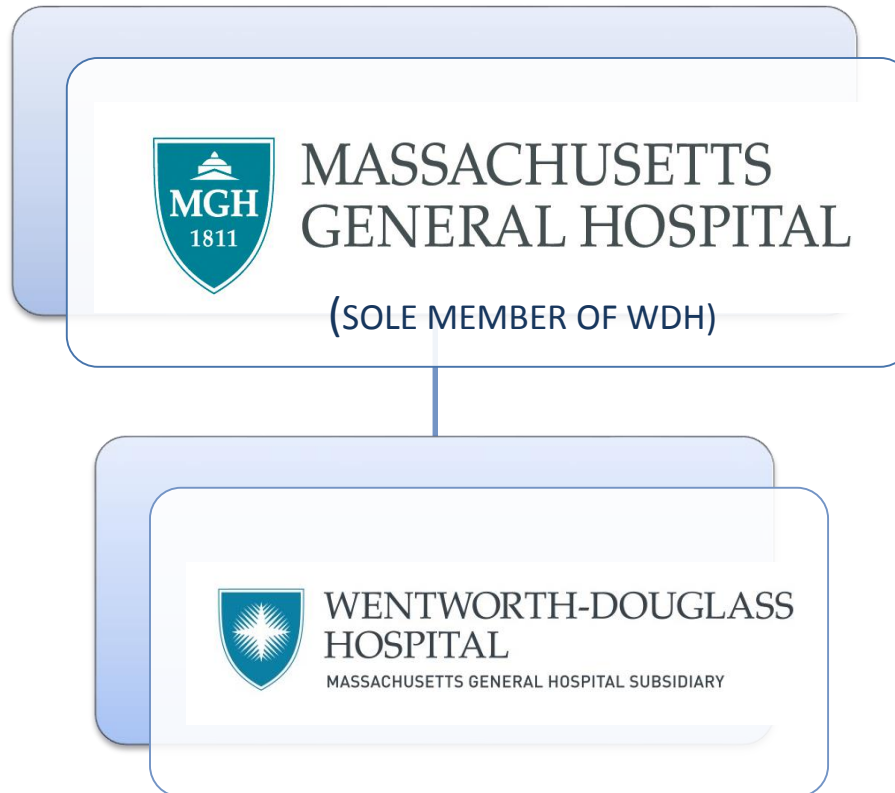 MGH
1811
MASSACHUSETTS
GENERAL HOSPITAL
(SOLE MEMBER OF WDH)
WENTWORTH-DOUGLASS
HOSPITAL
MASSACHUSETTS GENERAL HOSPITAL SUBSIDIARY